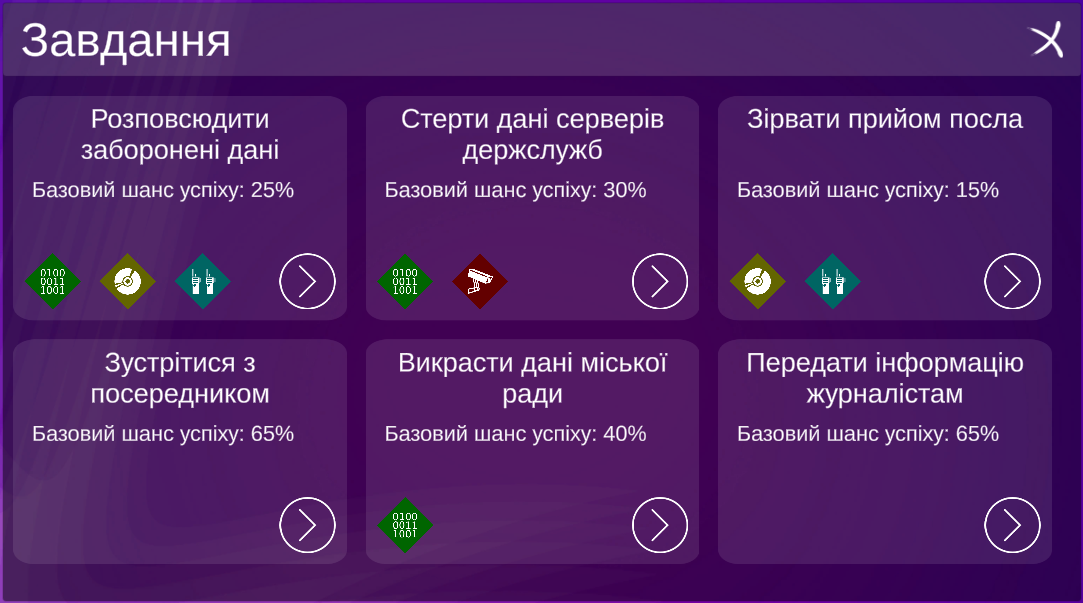 Завдання
Розповсюдити
заборонені дані
Базовий шанс успіху: 25%
0100
0011
1001
Стерти дані серверів
держслужб
Базовий шанс успіху: 30%
0100
0011
1001
Зірвати прийом посла
Базовий шанс успіху: 15%
Зустрітися з
посередником
Базовий шанс успіху: 65%
Викрасти дані міської
ради
Базовий шанс успіху: 40%
0100
0011
1001
Передати інформацію
журналістам
Базовий шанс успіху: 65%